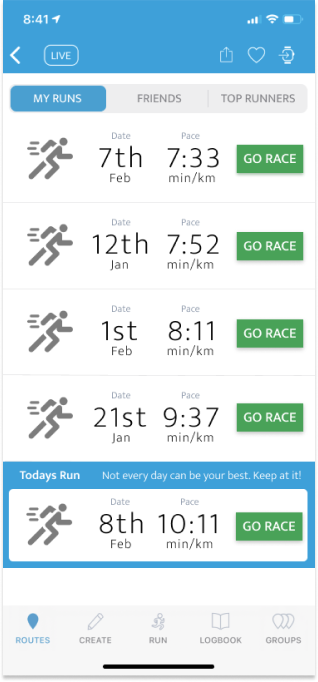 8:41
LIVE
MY RUNS FRIENDS TOP RUNNERS
Date Pace
7th 7:33 GO RACE
Feb min/km
Date Pace
12th 7:52 GO RACE
Jan min/km
Date Pace
1st 8:11 GO RACE
Feb min/km
Date Pace
21st 9:37 GO RACE
Jan min/km
Todays Run Not every day can be your best. Keep at it!
Date Pace
8th 10:11 GO RACE
Feb min/km
ROUTES CREATE RUN LOGBOOK GROUPS